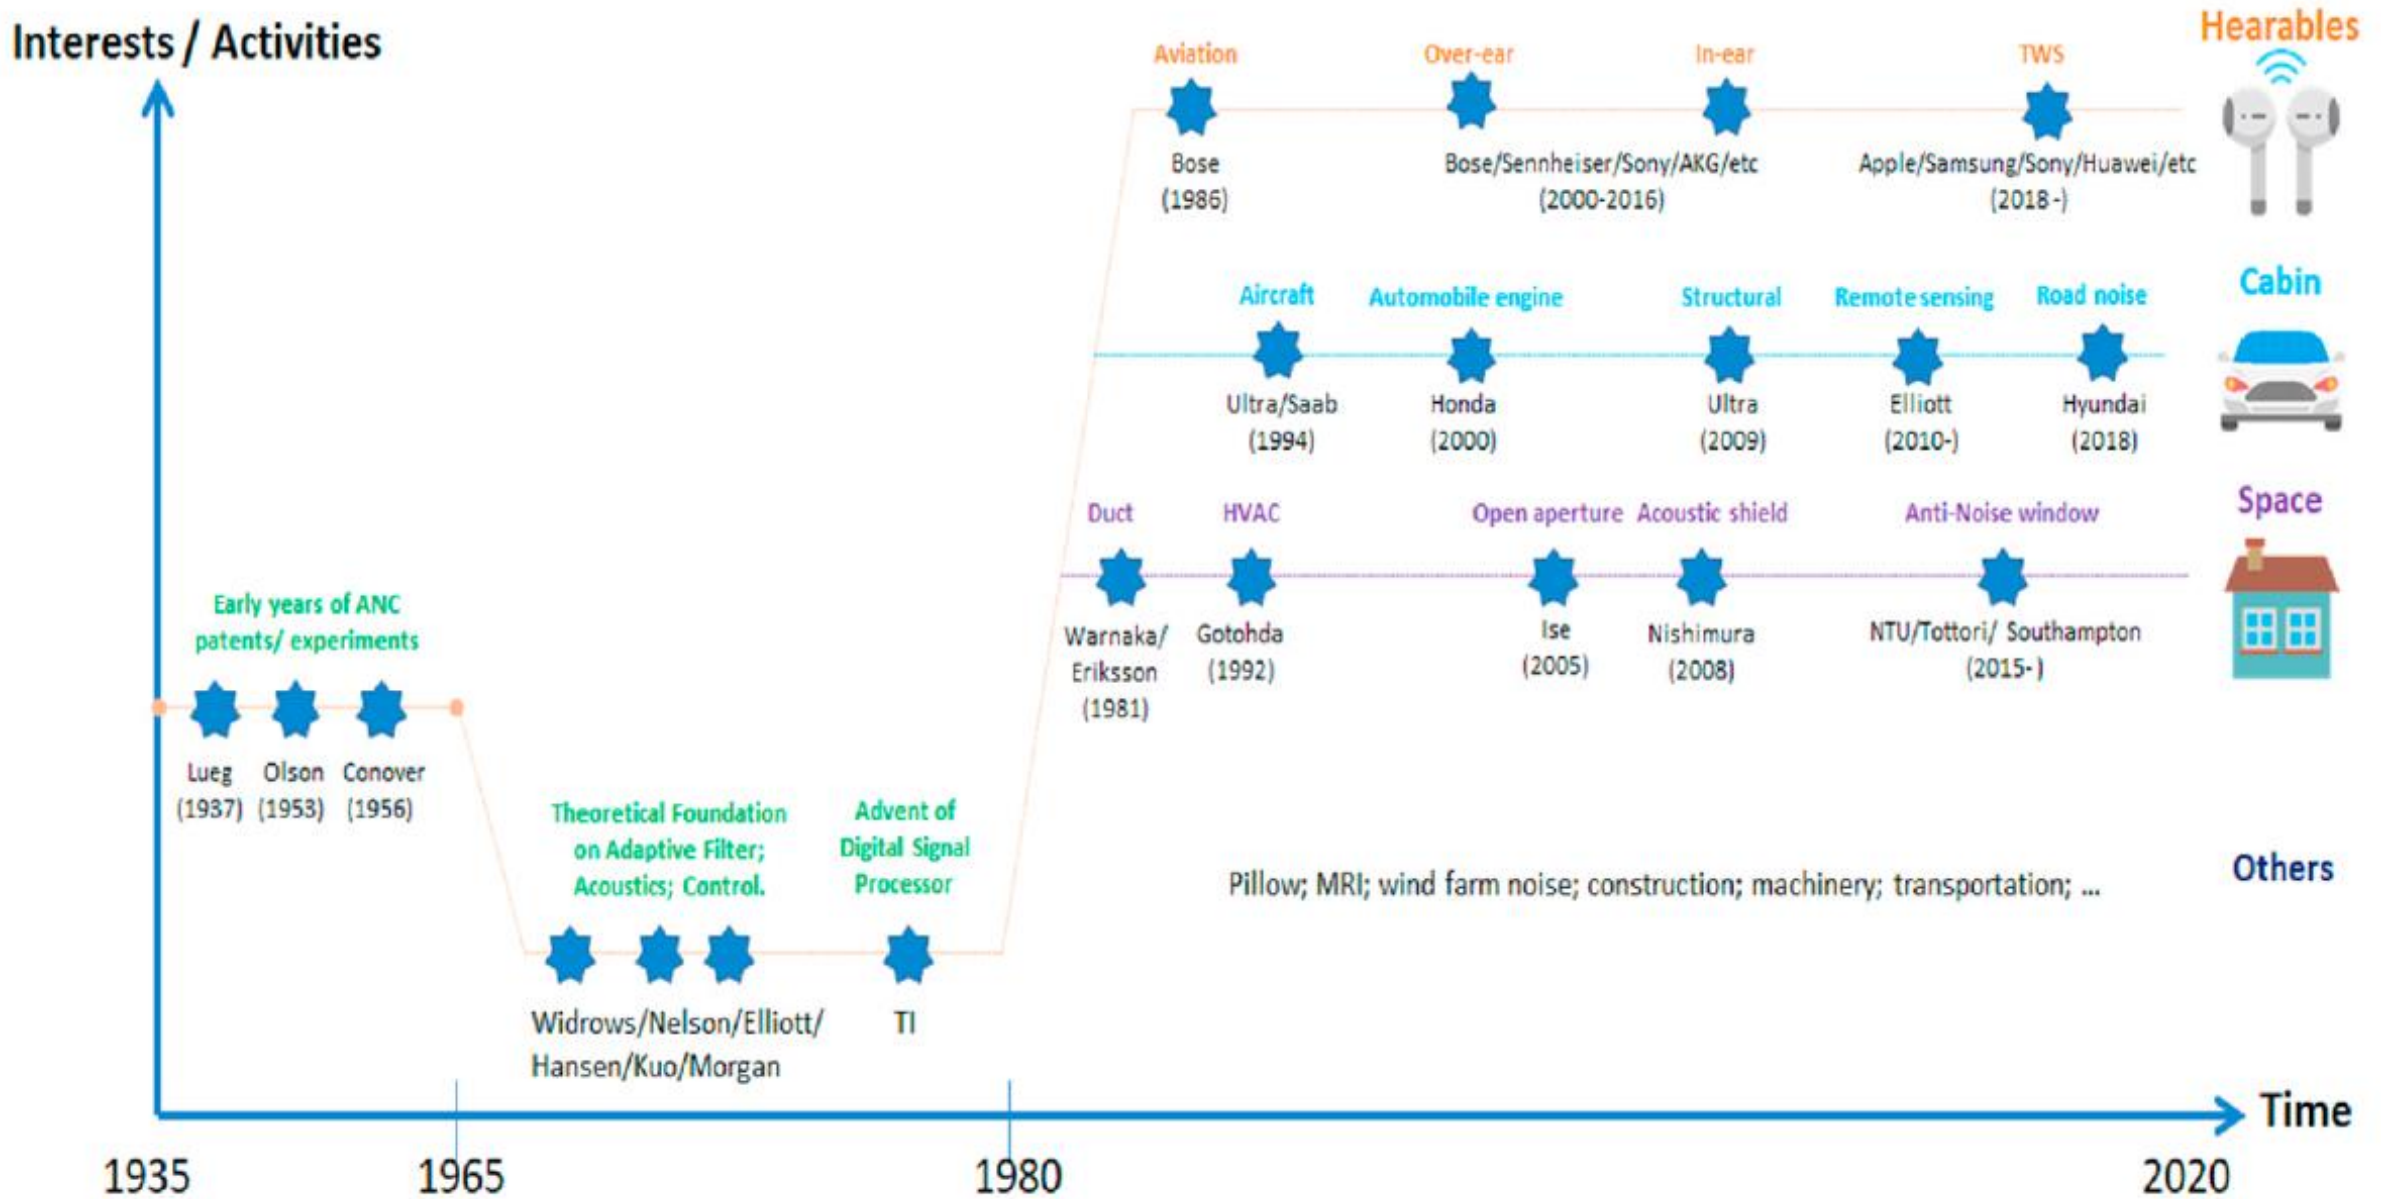 Interests / Activities
Hearables
Aviation
Over-ear
In-ear
TWS
Bose
(1986)
Bose/Sennheiser/Sony/AKG/etc
(2000-2016)
Apple/Samsung/Sony/Huawei/etc
(2018 -)
Cabin
Aircraft
Automobile engine
Structural
Remote sensing
Road noise
Ultra/Saab
(1994)
Honda
(2000)
Ultra
(2009)
Elliott
(2010-)
Hyundai
(2018)
Space
Duct
HVAC
Open aperture
Acoustic shield
Anti-Noise window
Warnaka/
Eriksson
(1981)
Gotohda
(1992)
Ise
(2005)
Nishimura
(2008)
NTU/Tottori/ Southampton
(2015- )
Early years of ANC
patents/ experiments
Lueg
(1937)
Olson
(1953)
Conover
(1956)
Theoretical Foundation
on Adaptive Filter;
Acoustics; Control.
Advent of
Digital Signal
Processor
Widrows/Nelson/Elliott/
Hansen/Kuo/Morgan
TI
Pillow; MRI; wind farm noise; construction; machinery; transportation; ...
Others
Time
1935
1965
1980
2020